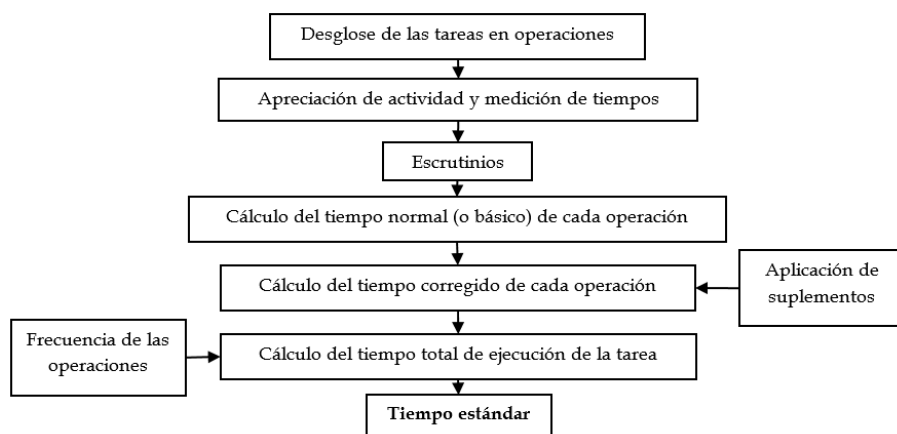 Desglose de las tareas en operaciones
Apreciación de actividad y medición de tiempos
Escrutinios
Cálculo del tiempo normal (o básico) de cada operación
Cálculo del tiempo corregido de cada operación
Aplicación de
suplementos
Frecuencia de las
operaciones
Cálculo del tiempo total de ejecución de la tarea
Tiempo estándar